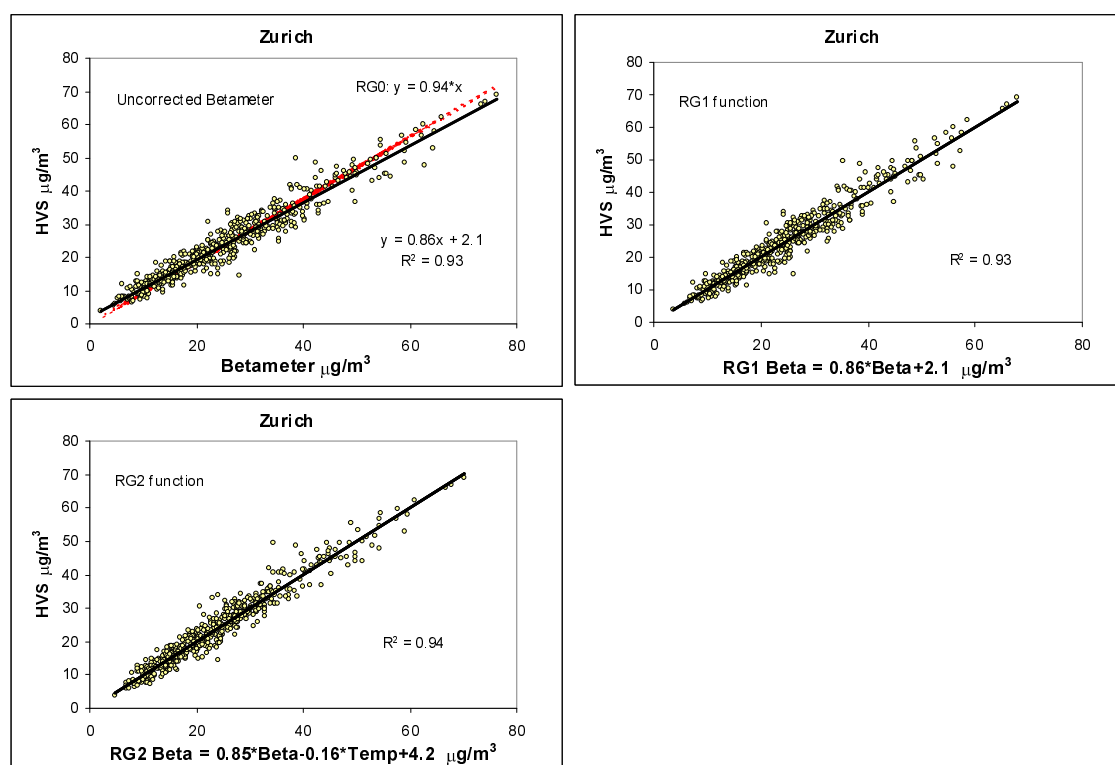 Zurich
80
70
60
50
40
30
20
10
0
HVS μg/m³
Uncorrected Betameter
RG0: y = 0.94*x
y = 0.86x + 2.1
R² = 0.93
0 20 40 60 80
Betameter μg/m³
Zurich
80
70
60
50
40
30
20
10
0
HVS μg/m³
RG1 function
R² = 0.93
0 20 40 60 80
RG1 Beta = 0.86*Beta+2.1 μg/m³
Zurich
80
70
60
50
40
30
20
10
0
HVS μg/m³
RG2 function
R² = 0.94
0 20 40 60 80
RG2 Beta = 0.85*Beta-0.16*Temp+4.2 μg/m³